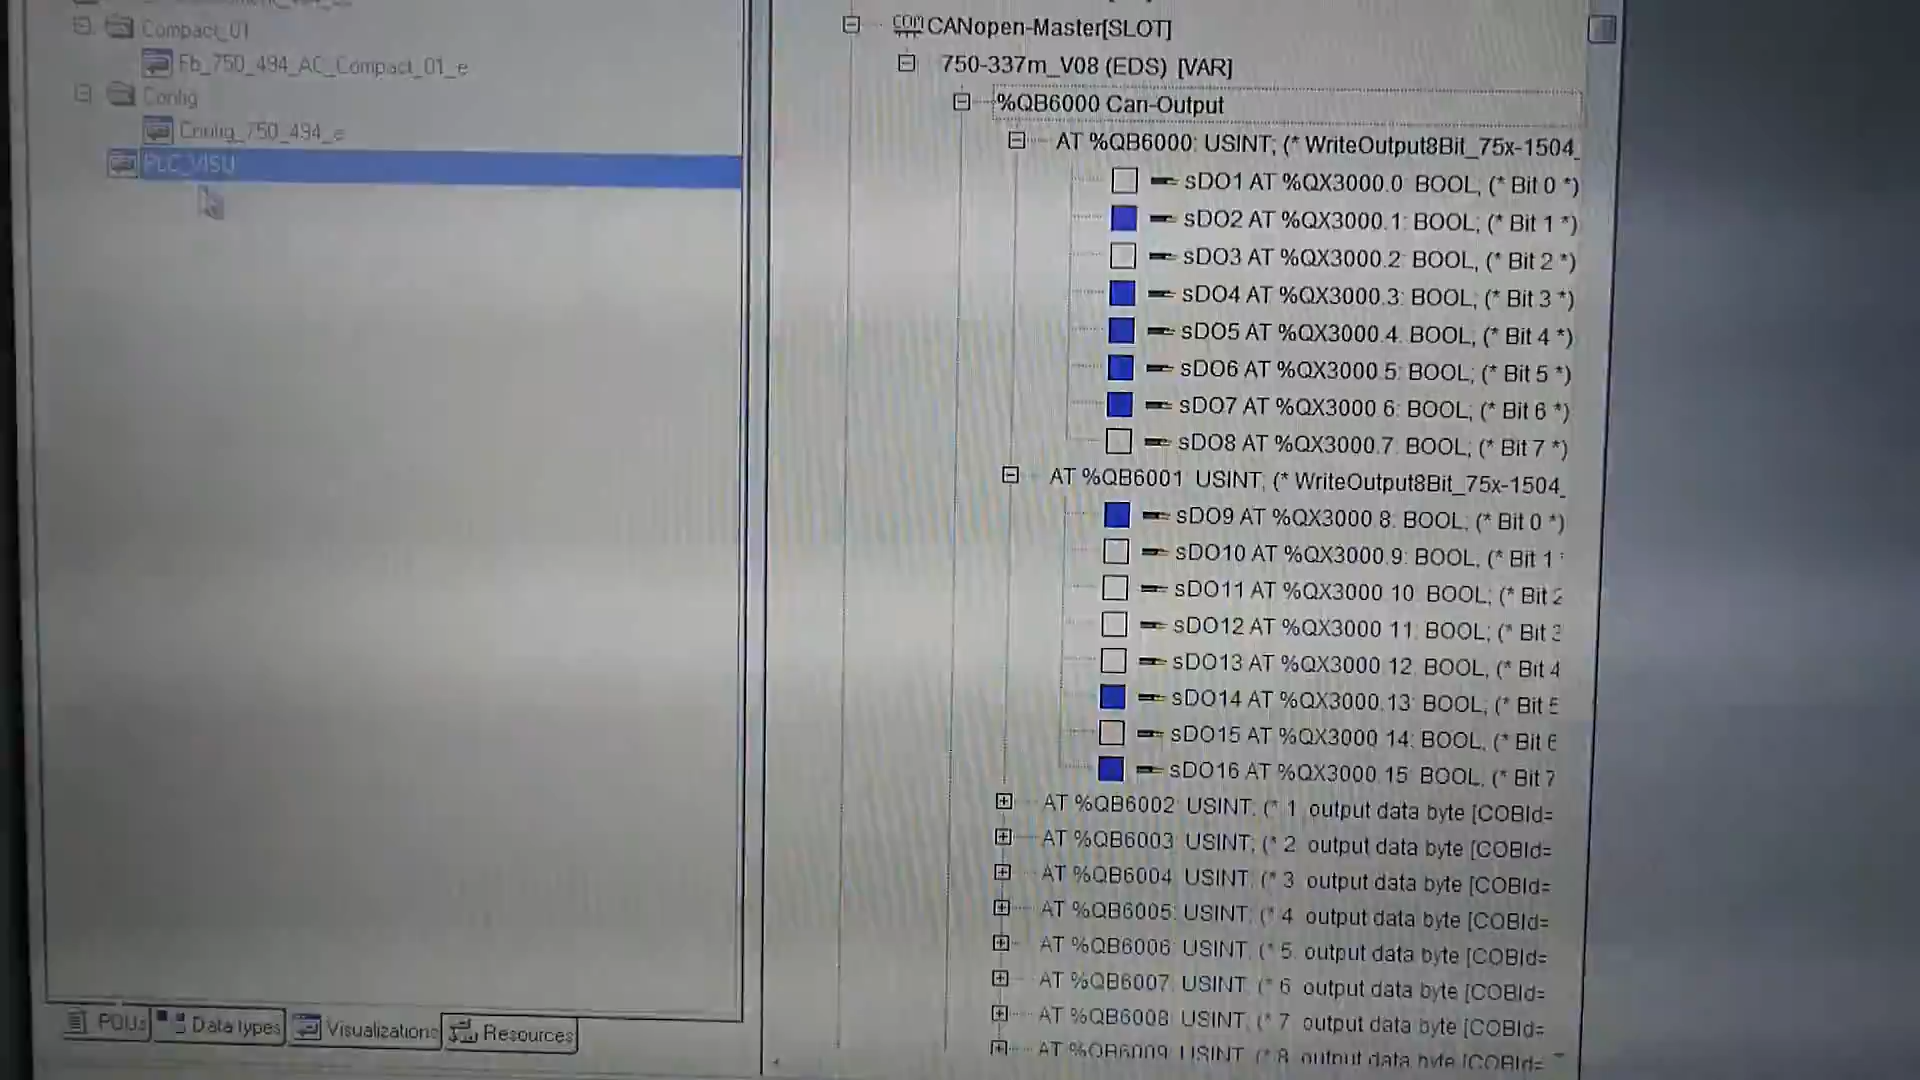 Compact_01
Fb_750_494_AC_Compact_01_e
Config
Config_750_494_e
PLC_VISU
POUs
Data types
Visualizations
Resources
CANopen-Master[SLOT]
750-337m_V08 (EDS) [VAR]
%QB6000 Can-Output
AT %QB6000: USINT; (* WriteOutput8Bit_75x-1504_
sDO1 AT %QX3000.0: BOOL; (* Bit 0 *)
sDO2 AT %QX3000.1: BOOL; (* Bit 1 *)
sDO3 AT %QX3000.2: BOOL; (* Bit 2 *)
sDO4 AT %QX3000.3: BOOL; (* Bit 3 *)
sDO5 AT %QX3000.4: BOOL; (* Bit 4 *)
sDO6 AT %QX3000.5: BOOL; (* Bit 5 *)
sDO7 AT %QX3000.6: BOOL; (* Bit 6 *)
sDO8 AT %QX3000.7: BOOL; (* Bit 7 *)
AT %QB6001: USINT; (* WriteOutput8Bit_75x-1504_
sDO9 AT %QX3000.8: BOOL; (* Bit 0 *)
sDO10 AT %QX3000.9: BOOL; (* Bit 1
sDO11 AT %QX3000.10: BOOL; (* Bit 2
sDO12 AT %QX3000.11: BOOL; (* Bit 3
sDO13 AT %QX3000.12: BOOL; (* Bit 4
sDO14 AT %QX3000.13: BOOL; (* Bit 5
sDO15 AT %QX3000.14: BOOL; (* Bit 6
sDO16 AT %QX3000.15: BOOL; (* Bit 7
AT %QB6002: USINT; (* 1. output data byte [COBId=
AT %QB6003: USINT; (* 2. output data byte [COBId=
AT %QB6004: USINT; (* 3. output data byte [COBId=
AT %QB6005: USINT; (* 4. output data byte [COBId=
AT %QB6006: USINT; (* 5. output data byte [COBId=
AT %QB6007: USINT; (* 6. output data byte [COBId=
AT %QB6008: USINT; (* 7. output data byte [COBId=
AT %QB6009: USINT; (* 8. output data byte [COBId=